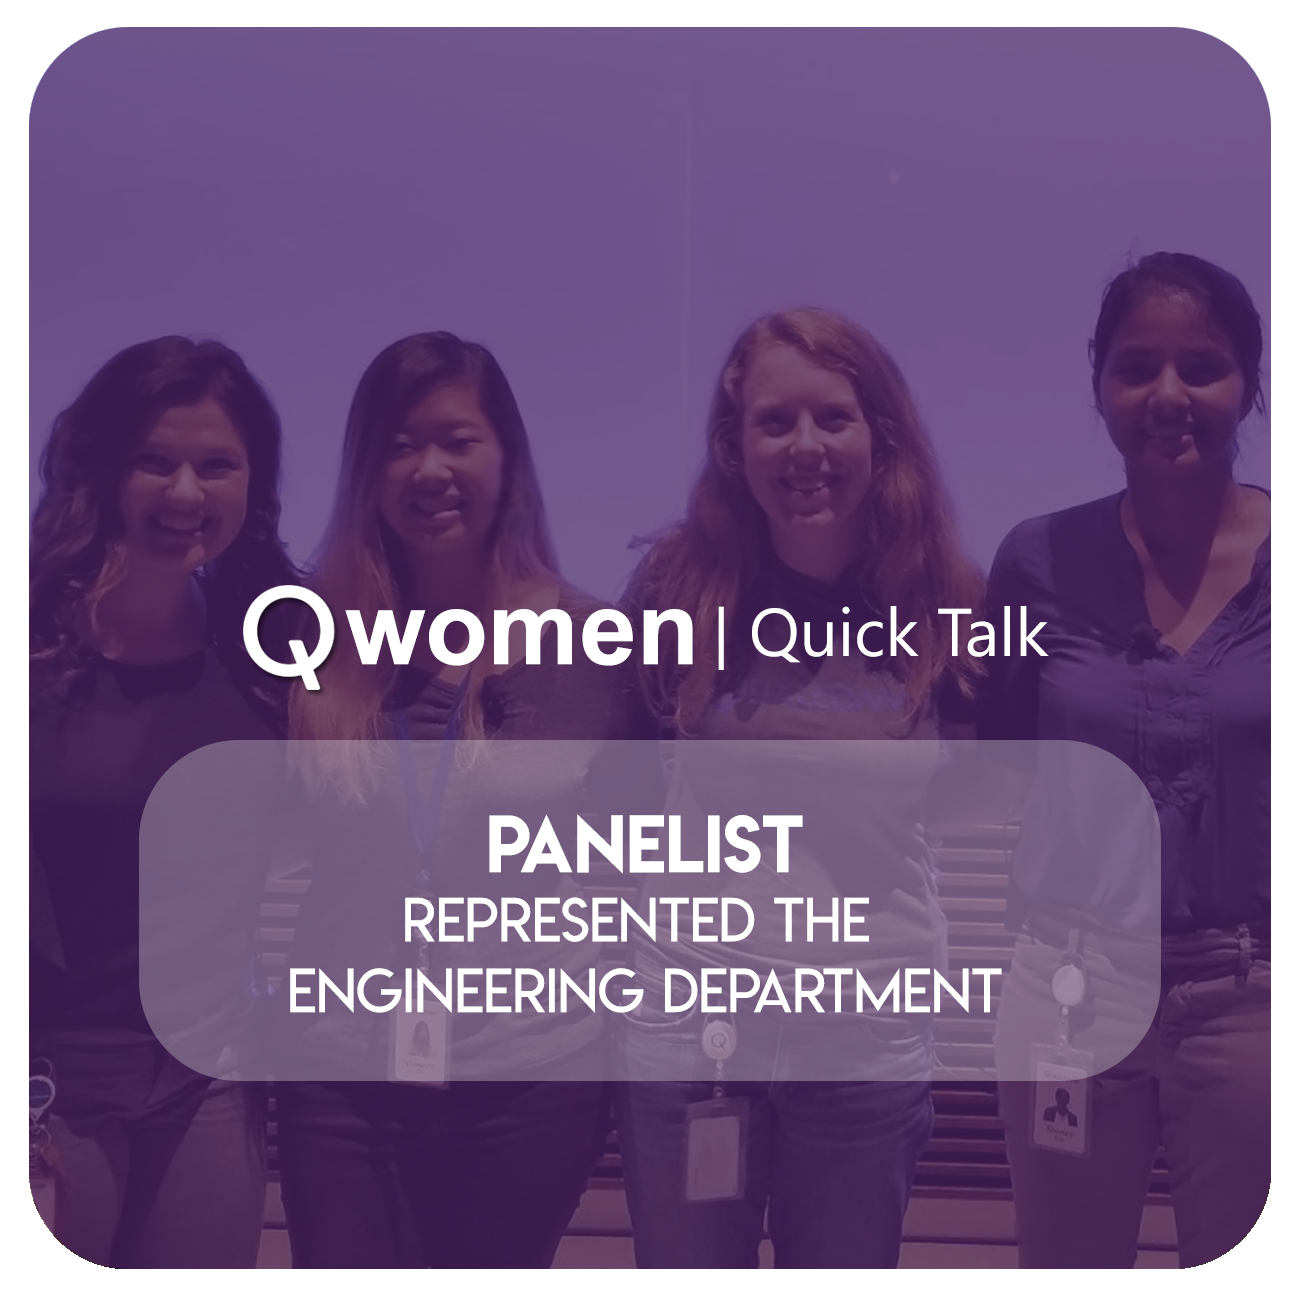 Qwomen | Quick Talk
PANELIST
REPRESENTED THE
ENGINEERING DEPARTMENT
Q